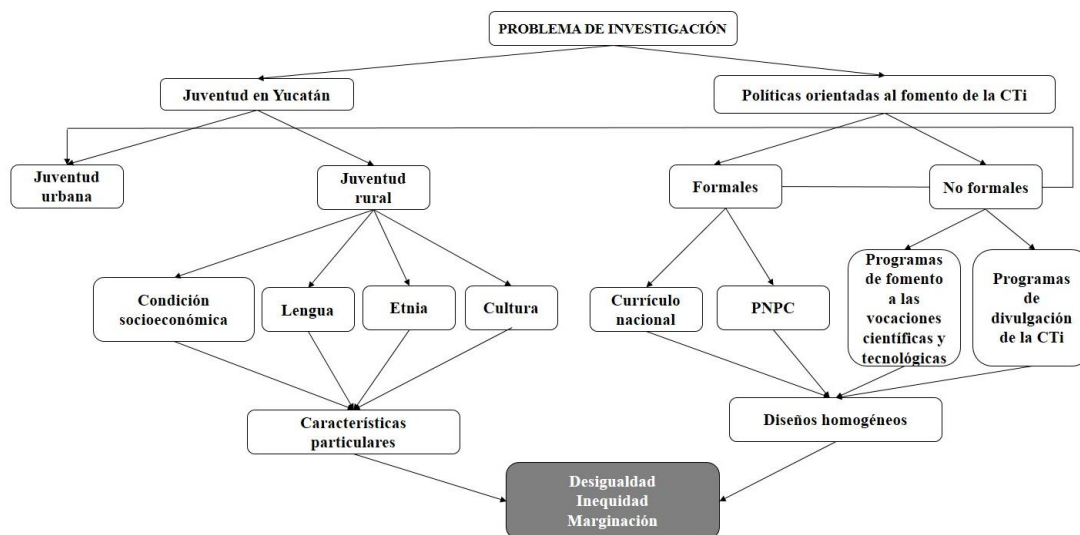 PROBLEMA DE INVESTIGACIÓN
Juventud en Yucatán
Políticas orientadas al fomento de la CTi
Juventud
urbana
Juventud
rural
Formales
No formales
Condición
socioeconómica
Lengua
Etnia
Cultura
Currículo
nacional
PNPC
Programas
de fomento
a las
vocaciones
científicas y
tecnológicas
Programas
de
divulgación
de la CTi
Características
particulares
Diseños homogéneos
Desigualdad
Inequidad
Marginación